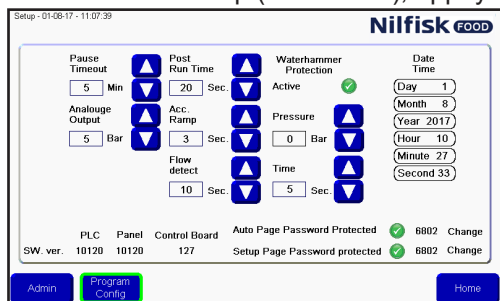 Setup - 01-08-17 - 11:07:39
Nilfisk FOOD
Pause Timeout
5 Min
Post Run Time
20 Sec.
Waterhammer Protection
Active
Date Time
Day 1
Month 8
Year 2017
Hour 10
Minute 27
Second 33
Analouge Output
5 Bar
Acc. Ramp
3 Sec.
Pressure
0 Bar
Flow detect
10 Sec.
Time
5 Sec.
PLC Panel Control Board
SW. ver. 10120 10120 127
Auto Page Password Protected 6802 Change
Setup Page Password protected 6802 Change
Admin
Program Config
Home